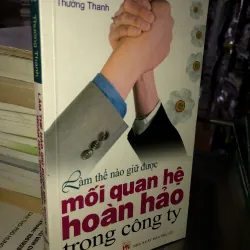 Thường Thanh
Làm thế nào giữ được
mối quan hệ
hoàn hảo
trong công ty